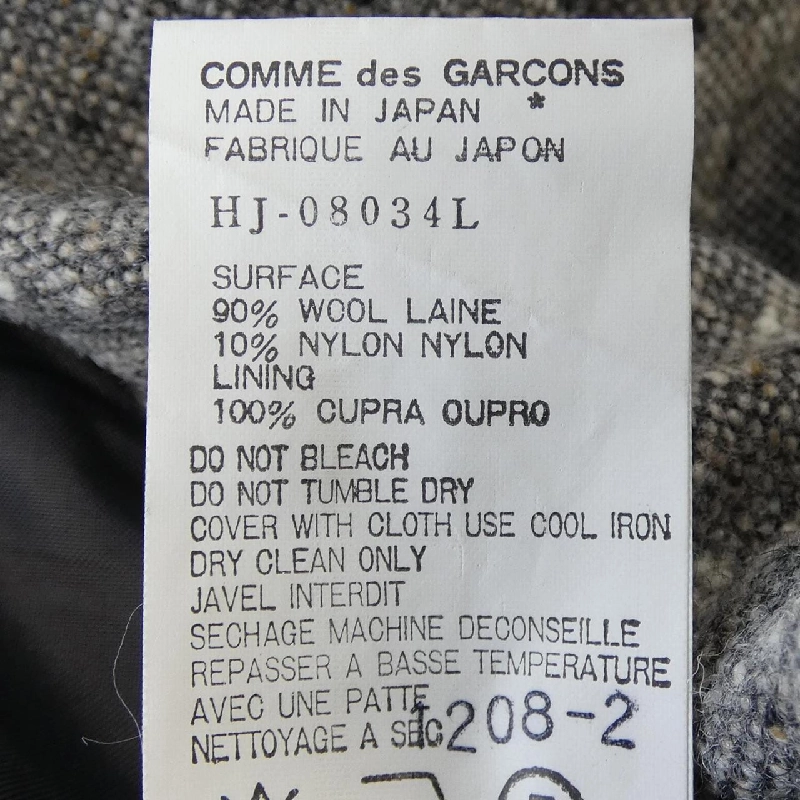 COMME des GARCONS
MADE IN JAPAN *
FABRIQUE AU JAPON
HJ-08034L
SURFACE
90% WOOL LAINE
10% NYLON NYLON
LINING
100% CUPRA OUPRO
DO NOT BLEACH
DO NOT TUMBLE DRY
COVER WITH CLOTH USE COOL IRON
DRY CLEAN ONLY
JAVEL INTERDIT
SECHAGE MACHINE DECONSEILLE
REPASSER A BASSE TEMPERATURE
AVEC UNE PATTE
NETTOYAGE A SEC
1208-2